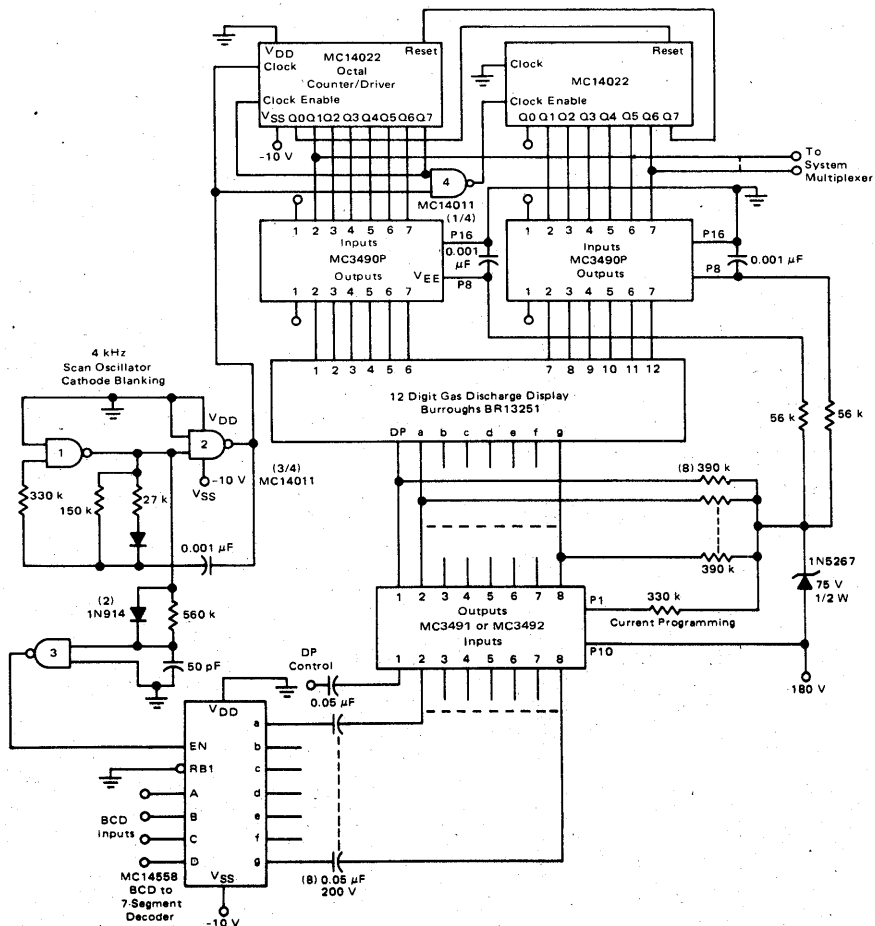 VDD
MC14022
Reset
Clock
Octal
Counter/Driver
Clock Enable
VSS Q0 Q1 Q2 Q3 Q4 Q5 Q6 Q7
-10 V
Clock
MC14022
Reset
Clock Enable
Q0 Q1 Q2 Q3 Q4 Q5 Q6 Q7
To
System
Multiplexer
4
MC14011
(1/4)
1 2 3 4 5 6 7
Inputs
MC3490P
Outputs
1 2 3 4 5 6 7
P16
0.001
µF
VEE
P8
1 2 3 4 5 6 7
Inputs
MC3490P
Outputs
1 2 3 4 5 6 7
P16
P8
0.001 µF
4 kHz
Scan Oscillator
Cathode Blanking
1 2 3 4 5 6
7 8 9 10 11 12
12 Digit Gas Discharge Display
Burroughs BR13251
DP a b c d e f g
56 k
56 k
VDD
1
2
-10 V
VSS
(3/4)
MC14011
330 k
150 k
27 k
0.001 µF
(8) 390 k
390 k
1N5267
75 V
1/2 W
(2)
1N914
560 k
3
50 pF
1 2 3 4 5 6 7 8
Outputs
MC3491 or MC3492
Inputs
1 2 3 4 5 6 7 8
P1
330 k
Current Programming
P10
-180 V
DP
Control
0.05 µF
VDD
EN
RB1
A
B
C
D
a
b
c
d
e
f
g
VSS
BCD
Inputs
MC14558
BCD to
7-Segment
Decoder
-10 V
(8) 0.05 µF
200 V